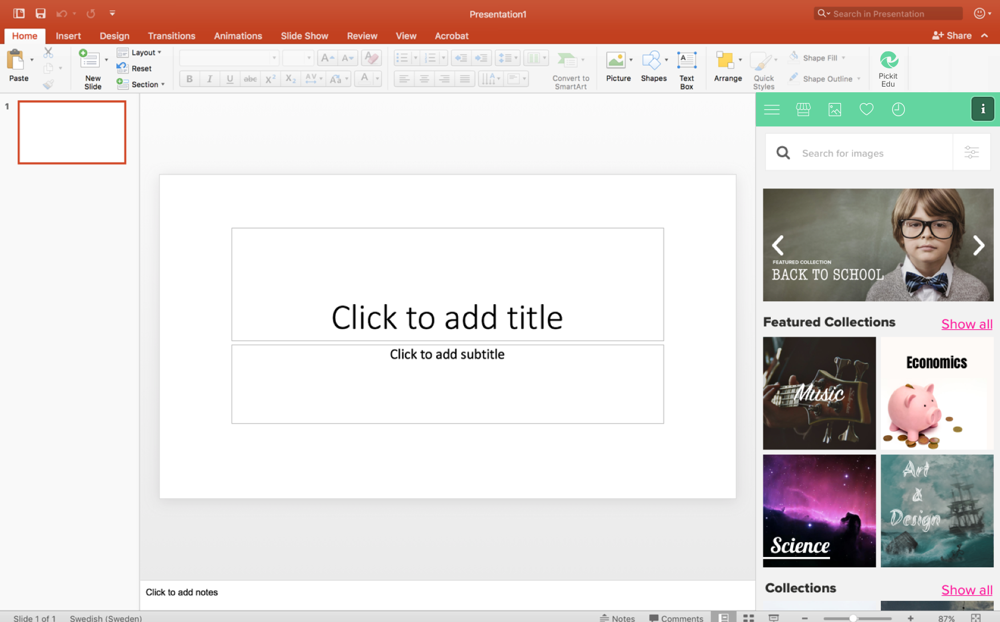 Presentation1
Search in Presentation
Home Insert Design Transitions Animations Slide Show Review View Acrobat
Share
Paste
New
Slide
Layout
Reset
Section
B I U abc X² X₂ AV Aa A
Convert to
SmartArt
Picture
Shapes
Text
Box
Arrange
Quick
Styles
Shape Fill
Shape Outline
Pickit
Edu
1
Search for images
FEATURED COLLECTION
BACK TO SCHOOL
Click to add title
Click to add subtitle
Featured Collections Show all
Music
Economics
Science
Art
&
Design
Collections Show all
Click to add notes
Slide 1 of 1 Swedish (Sweden) Notes Comments 87%